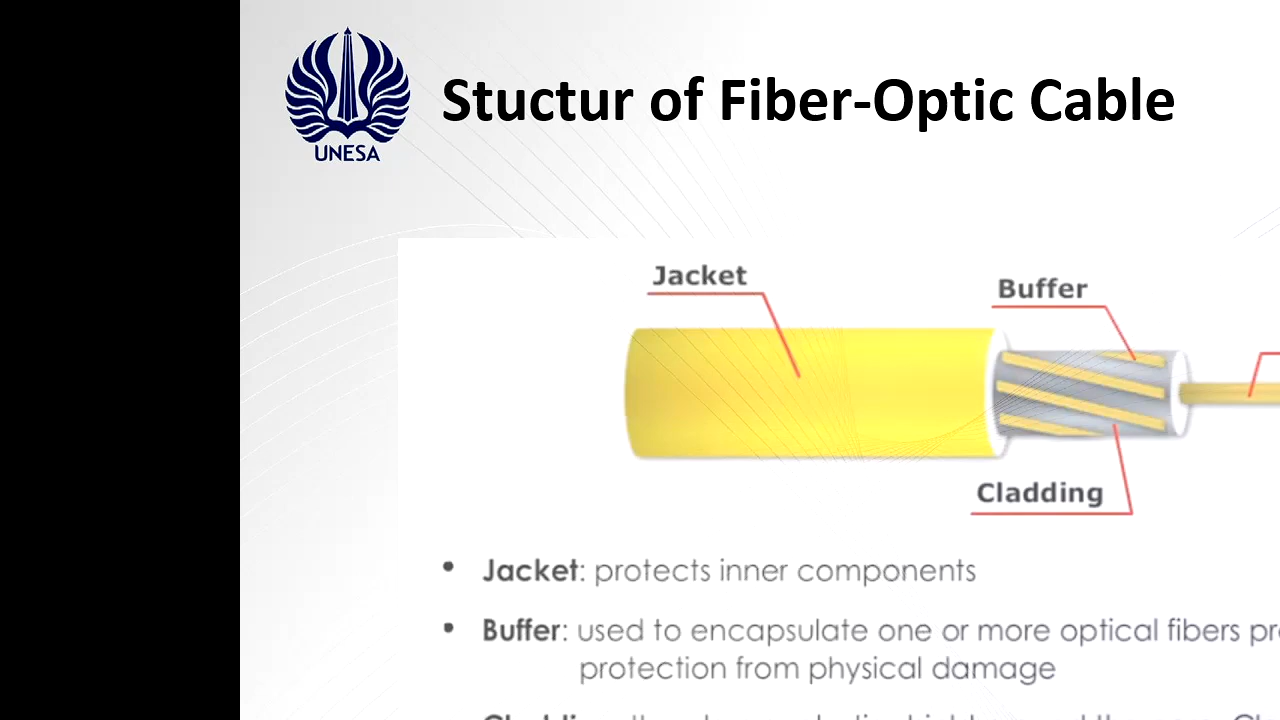 Stuctur of Fiber-Optic Cable
UNESA
Jacket
Buffer
Cladding
• Jacket: protects inner components
• Buffer: used to encapsulate one or more optical fibers
protection from physical damage